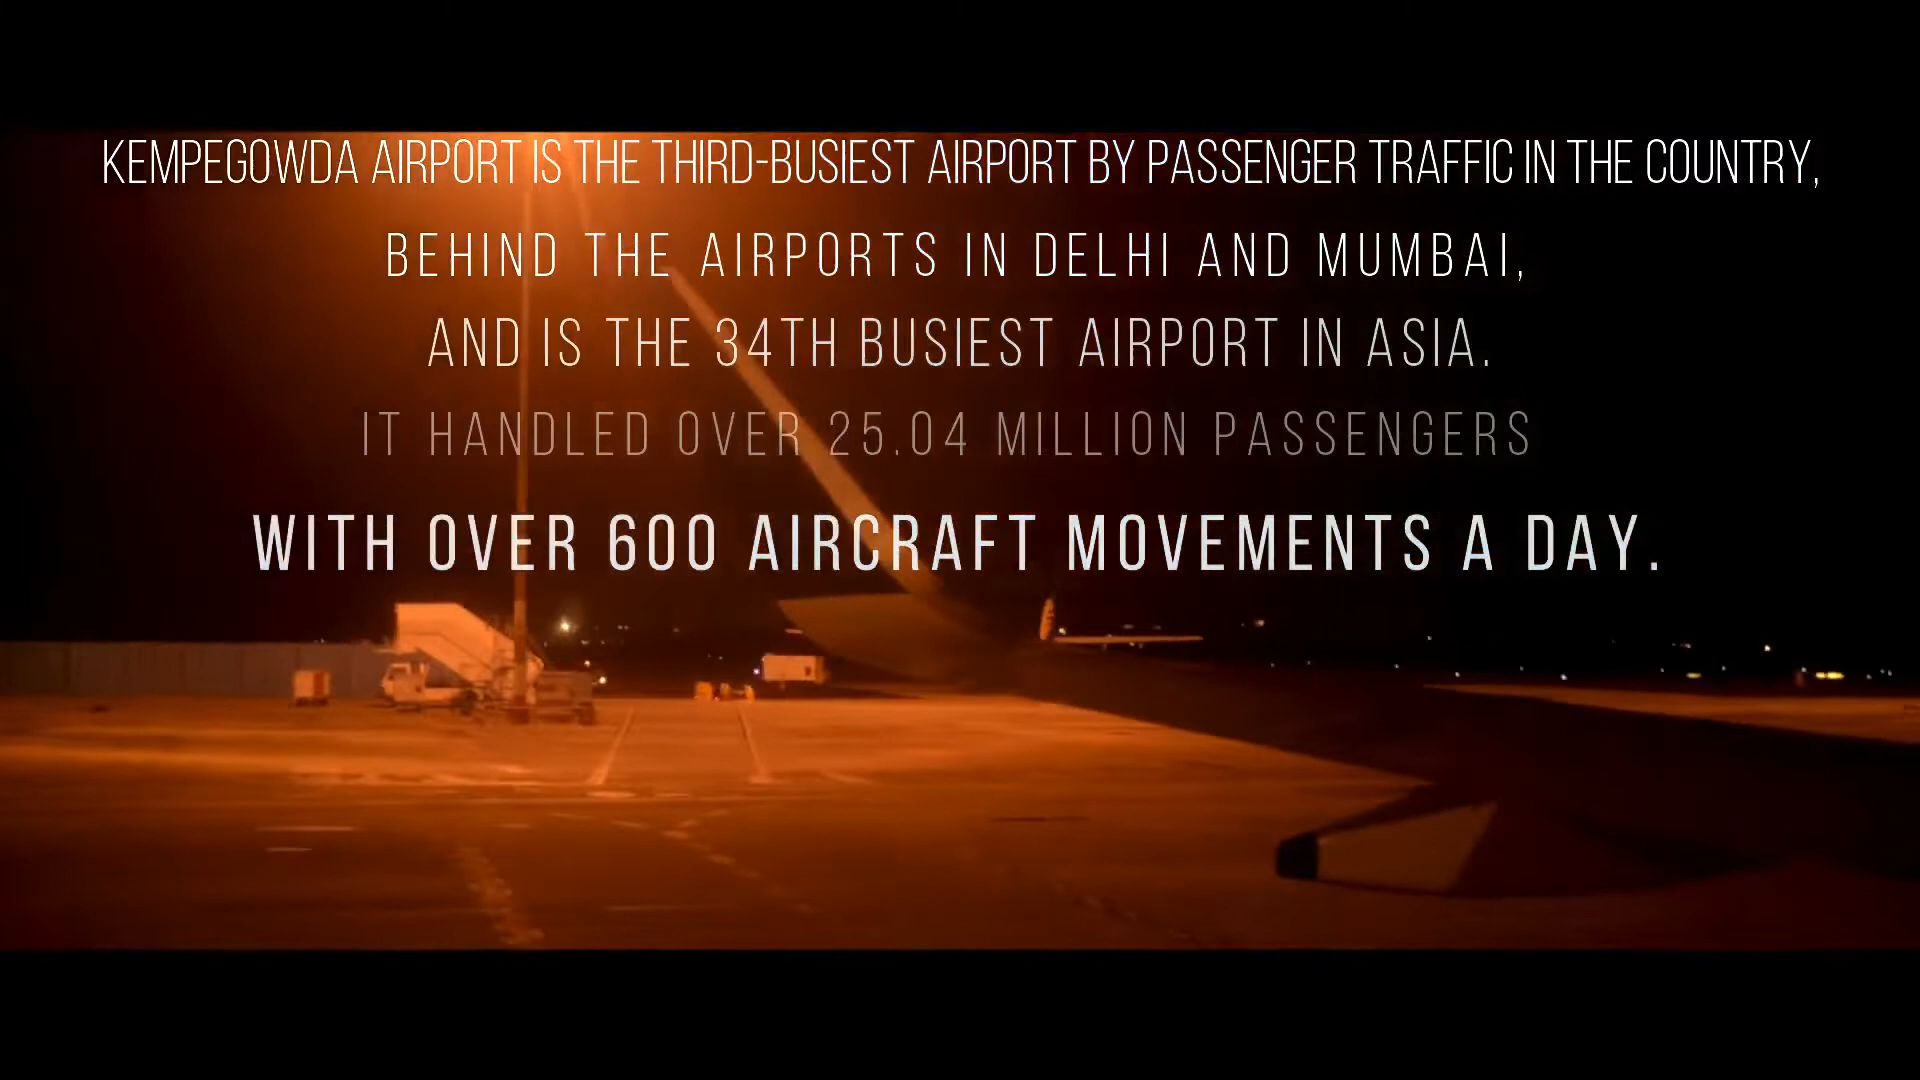 KEMPEGOWDA AIRPORT IS THE THIRD-BUSIEST AIRPORT BY PASSENGER TRAFFIC IN THE COUNTRY,
BEHIND THE AIRPORTS IN DELHI AND MUMBAI,
AND IS THE 34TH BUSIEST AIRPORT IN ASIA.
IT HANDLED OVER 25.04 MILLION PASSENGERS
WITH OVER 600 AIRCRAFT MOVEMENTS A DAY.